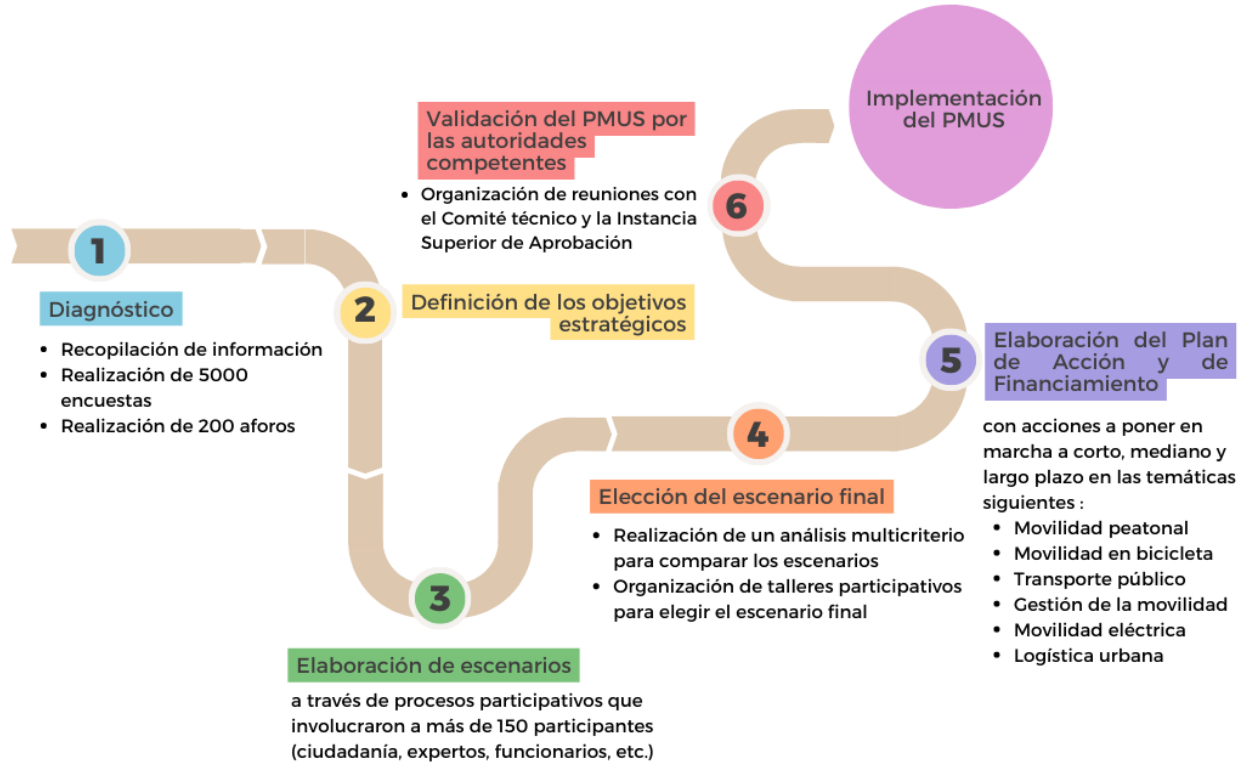 1
Diagnóstico
• Recopilación de información
• Realización de 5000
encuestas
• Realización de 200 aforos
2
Definición de los objetivos
estratégicos
3
Elaboración de escenarios
a través de procesos participativos que
involucraron a más de 150 participantes
(ciudadanía, expertos, funcionarios, etc.)
4
Elección del escenario final
• Realización de un análisis multicriterio
para comparar los escenarios
• Organización de talleres participativos
para elegir el escenario final
5
Elaboración del Plan
de Acción y de
Financiamiento
con acciones a poner en
marcha a corto, mediano y
largo plazo en las temáticas
siguientes :
• Movilidad peatonal
• Movilidad en bicicleta
• Transporte público
• Gestión de la movilidad
• Movilidad eléctrica
• Logística urbana
6
Validación del PMUS por
las autoridades
competentes
• Organización de reuniones con
el Comité técnico y la Instancia
Superior de Aprobación
Implementación
del PMUS